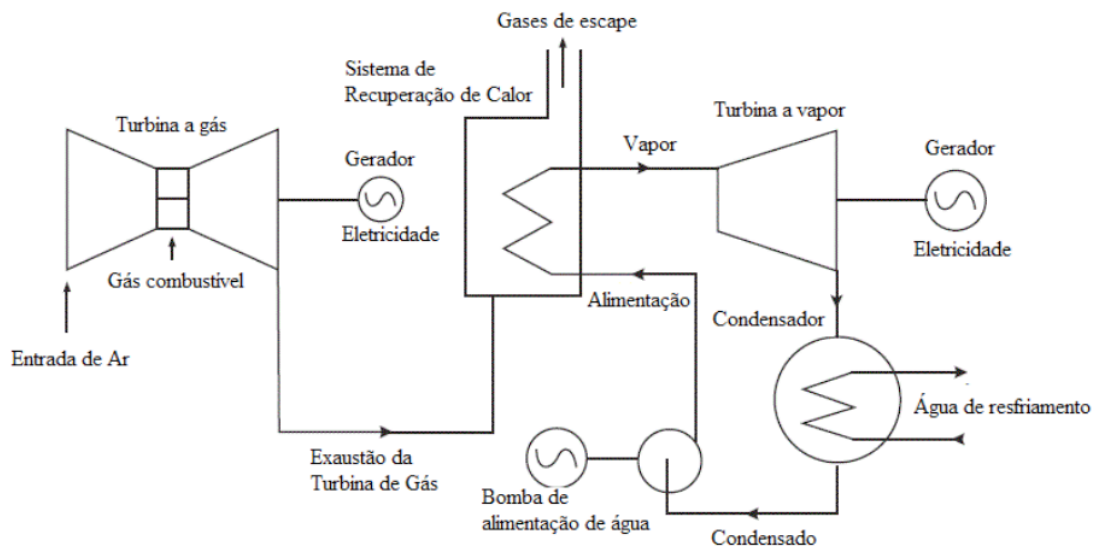 Gases de escape
Sistema de
Recuperação de Calor
Turbina a gás
Turbina a vapor
Vapor
Gerador
Gerador
Eletricidade
Eletricidade
Gás combustível
Alimentação
Condensador
Entrada de Ar
Água de resfriamento
Exaustão da
Turbina de Gás
Bomba de
alimentação de água
Condensado